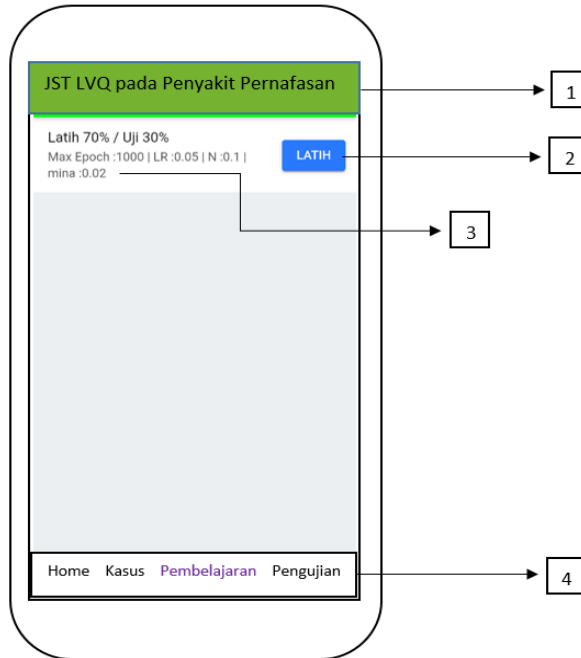 JST LVQ pada Penyakit Pernafasan
1
Latih 70% / Uji 30%
Max Epoch :1000 | LR :0.05 | N :0.1 |
mina :0.02
LATIH
2
3
Home Kasus Pembelajaran Pengujian
4